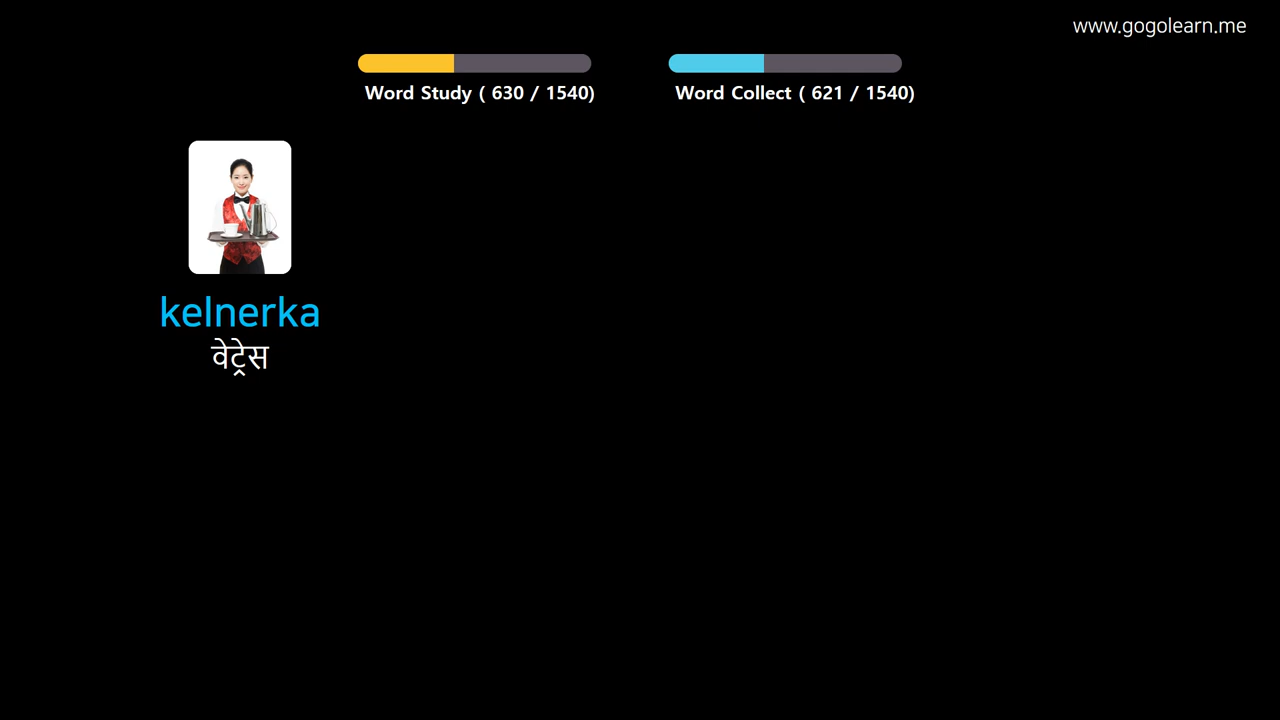 www.gogolearn.me
Word Study ( 630 / 1540)
Word Collect ( 621 / 1540)
kelnerka
वेट्रेस